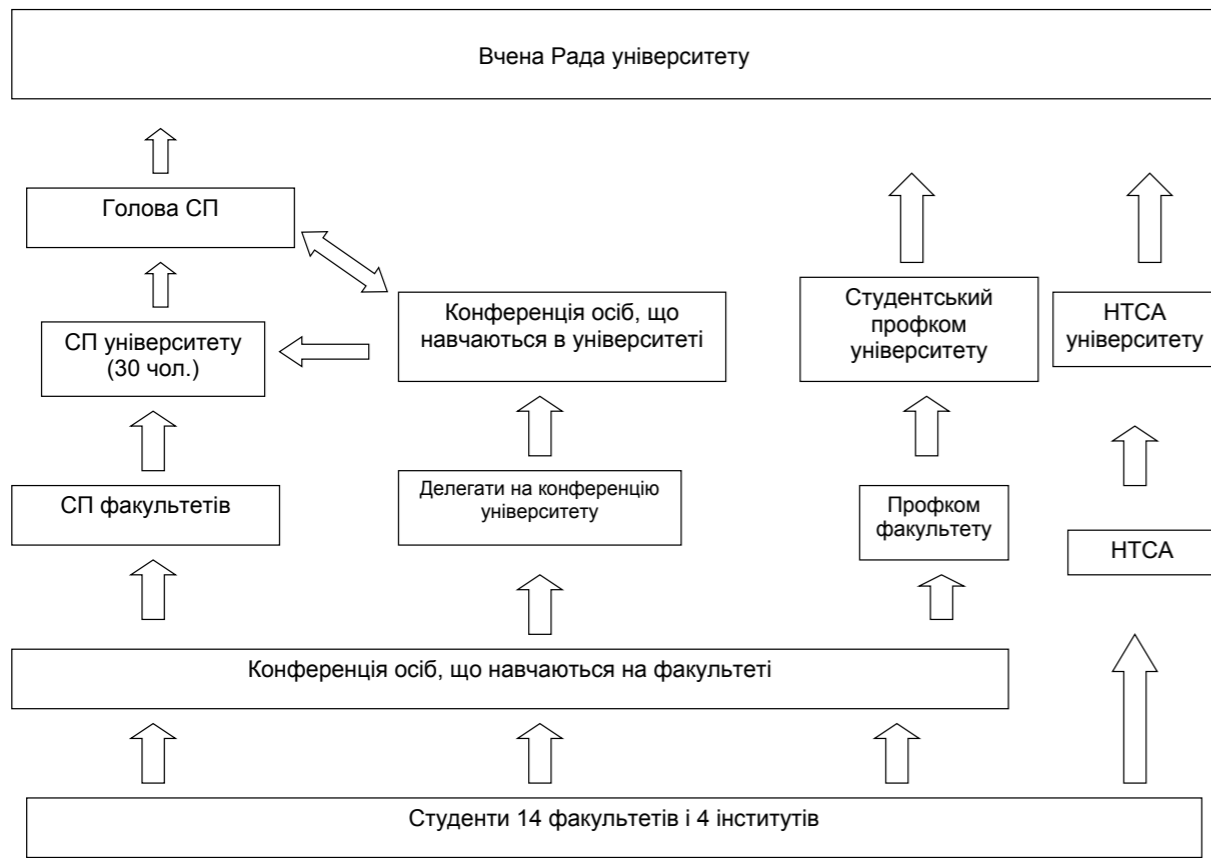 Вчена Рада університету
Голова СП
Конференція осіб, що
навчаються в університеті
Студентський
профком
університету
НТСА
університету
СП університету
(30 чол.)
СП факультетів
Делегати на конференцію
університету
Профком
факультету
НТСА
Конференція осіб, що навчаються на факультеті
Студенти 14 факультетів і 4 інститутів